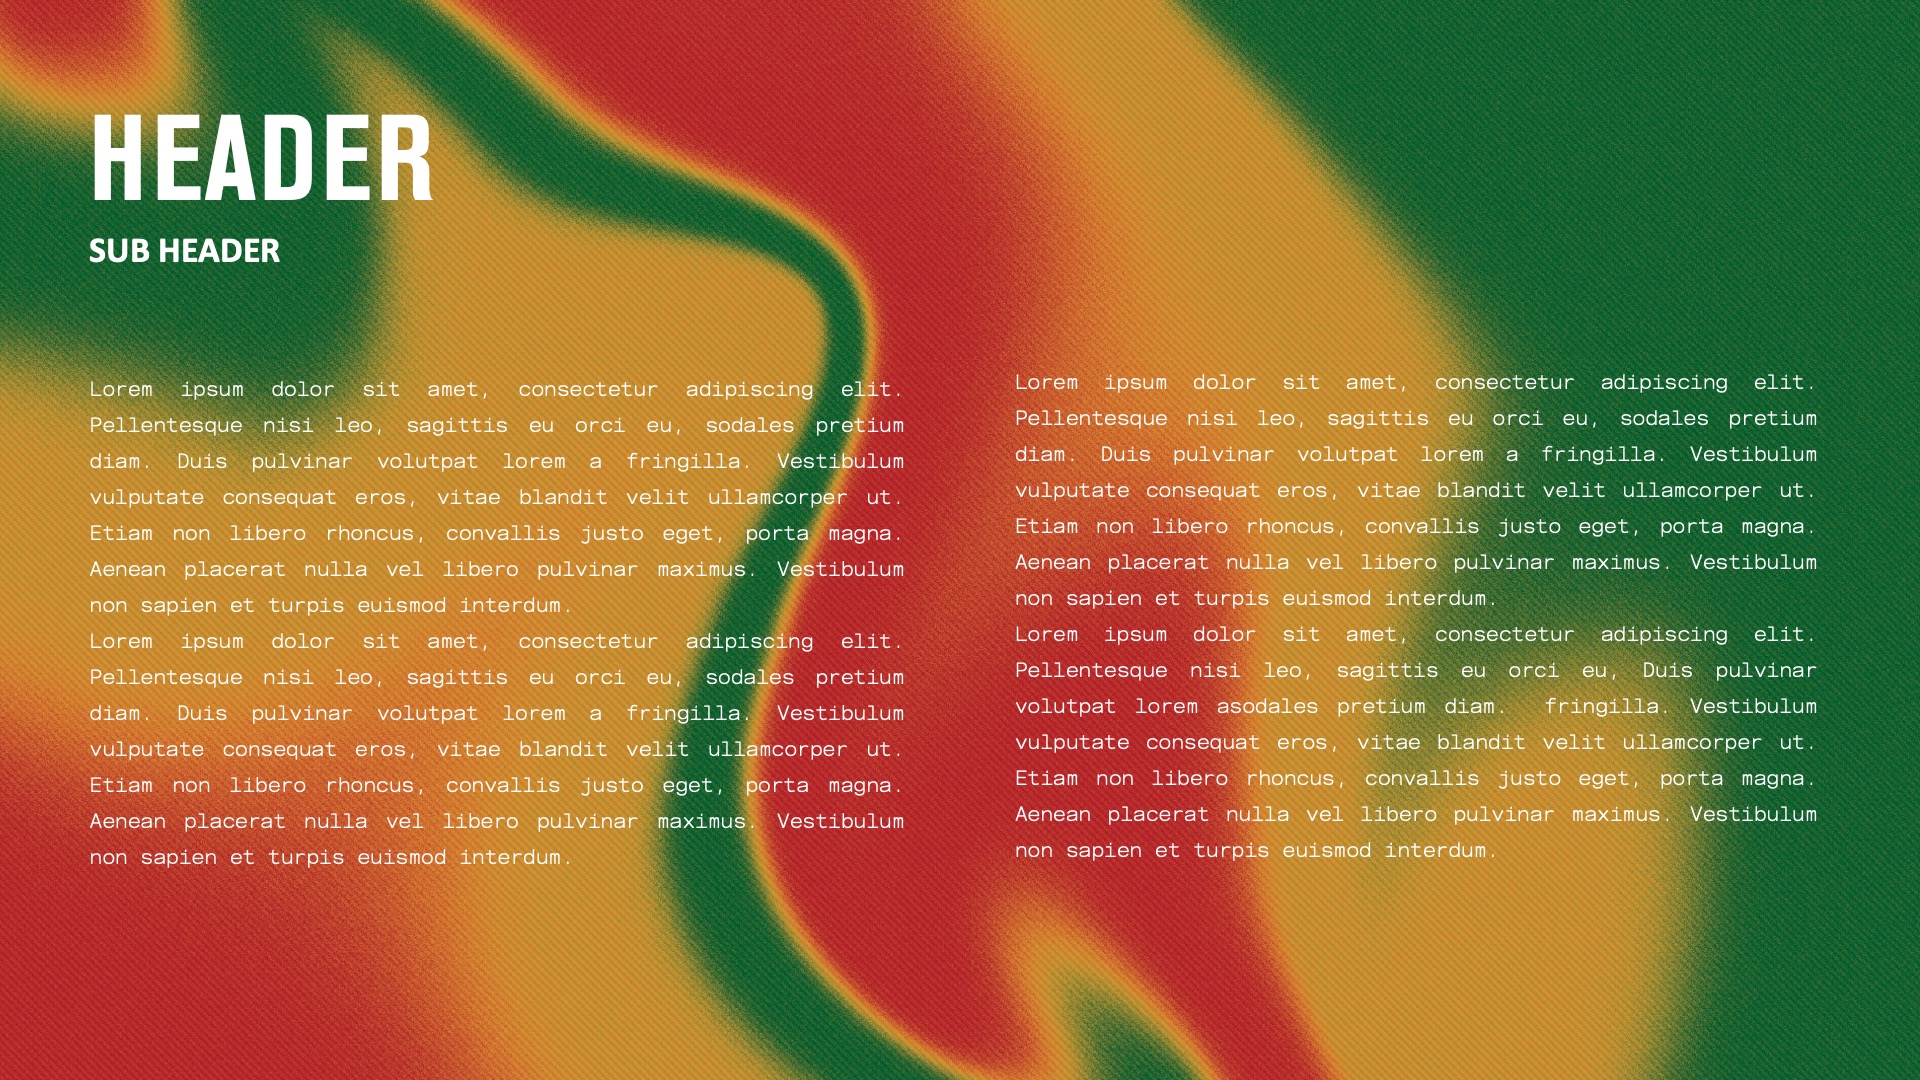 HEADER
SUB HEADER
Lorem ipsum dolor sit amet, consectetur adipiscing elit.
Pellentesque nisi leo, sagittis eu orci eu, sodales pretium
diam. Duis pulvinar volutpat lorem a fringilla. Vestibulum
vulputate consequat eros, vitae blandit velit ullamcorper ut.
Etiam non libero rhoncus, convallis justo eget, porta magna.
Aenean placerat nulla vel libero pulvinar maximus. Vestibulum
non sapien et turpis euismod interdum.
Lorem ipsum dolor sit amet, consectetur adipiscing elit.
Pellentesque nisi leo, sagittis eu orci eu, sodales pretium
diam. Duis pulvinar volutpat lorem a fringilla. Vestibulum
vulputate consequat eros, vitae blandit velit ullamcorper ut.
Etiam non libero rhoncus, convallis justo eget, porta magna.
Aenean placerat nulla vel libero pulvinar maximus. Vestibulum
non sapien et turpis euismod interdum.
Lorem ipsum dolor sit amet, consectetur adipiscing elit.
Pellentesque nisi leo, sagittis eu orci eu, sodales pretium
diam. Duis pulvinar volutpat lorem a fringilla. Vestibulum
vulputate consequat eros, vitae blandit velit ullamcorper ut.
Etiam non libero rhoncus, convallis justo eget, porta magna.
Aenean placerat nulla vel libero pulvinar maximus. Vestibulum
non sapien et turpis euismod interdum.
Lorem ipsum dolor sit amet, consectetur adipiscing elit.
Pellentesque nisi leo, sagittis eu orci eu, Duis pulvinar
volutpat lorem asodales pretium diam. fringilla. Vestibulum
vulputate consequat eros, vitae blandit velit ullamcorper ut.
Etiam non libero rhoncus, convallis justo eget, porta magna.
Aenean placerat nulla vel libero pulvinar maximus. Vestibulum
non sapien et turpis euismod interdum.